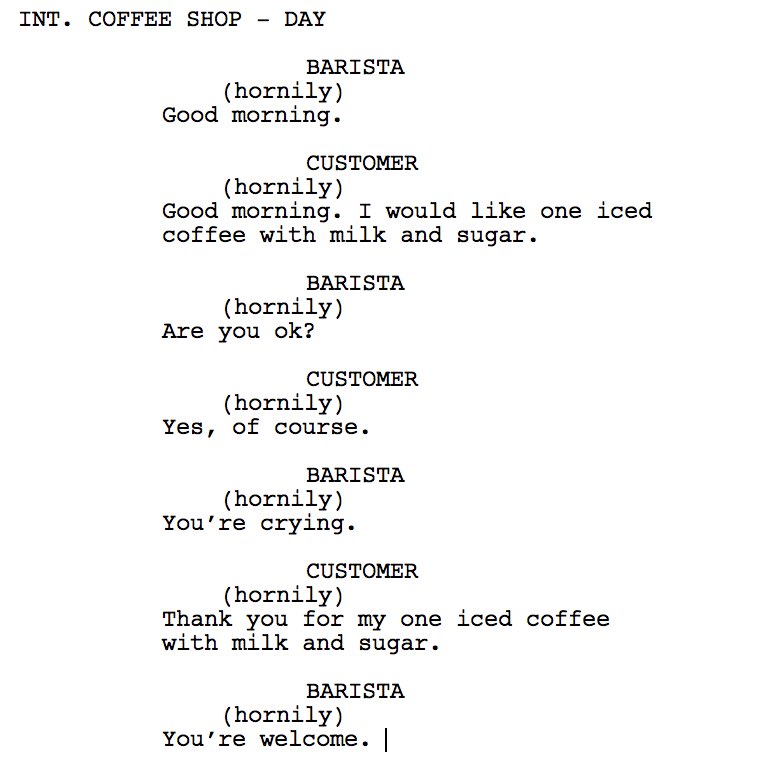 INT. COFFEE SHOP – DAY
BARISTA
(hornily)
Good morning.
CUSTOMER
(hornily)
Good morning. I would like one iced
coffee with milk and sugar.
BARISTA
(hornily)
Are you ok?
CUSTOMER
(hornily)
Yes, of course.
BARISTA
(hornily)
You’re crying.
CUSTOMER
(hornily)
Thank you for my one iced coffee
with milk and sugar.
BARISTA
(hornily)
You’re welcome.